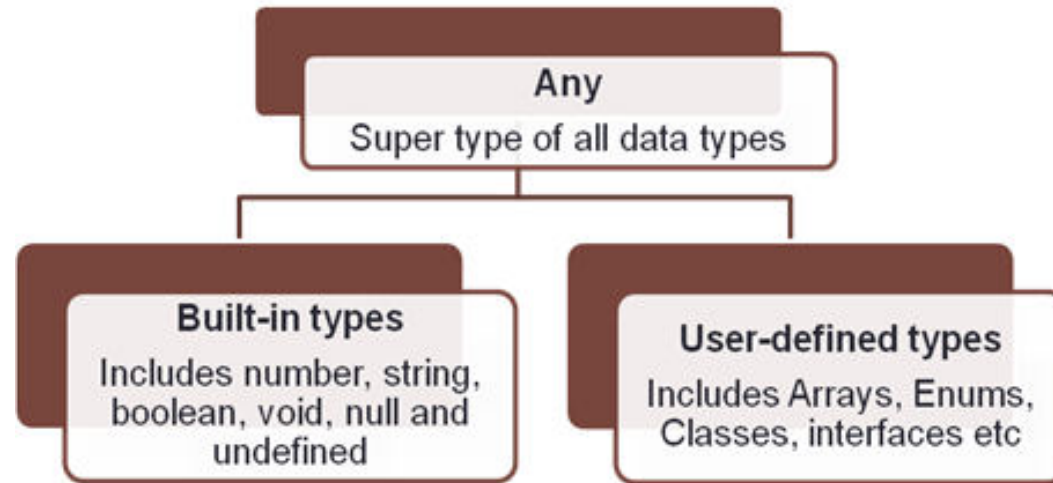 Any
Super type of all data types
Built-in types
Includes number, string,
boolean, void, null and
undefined
User-defined types
Includes Arrays, Enums,
Classes, interfaces etc